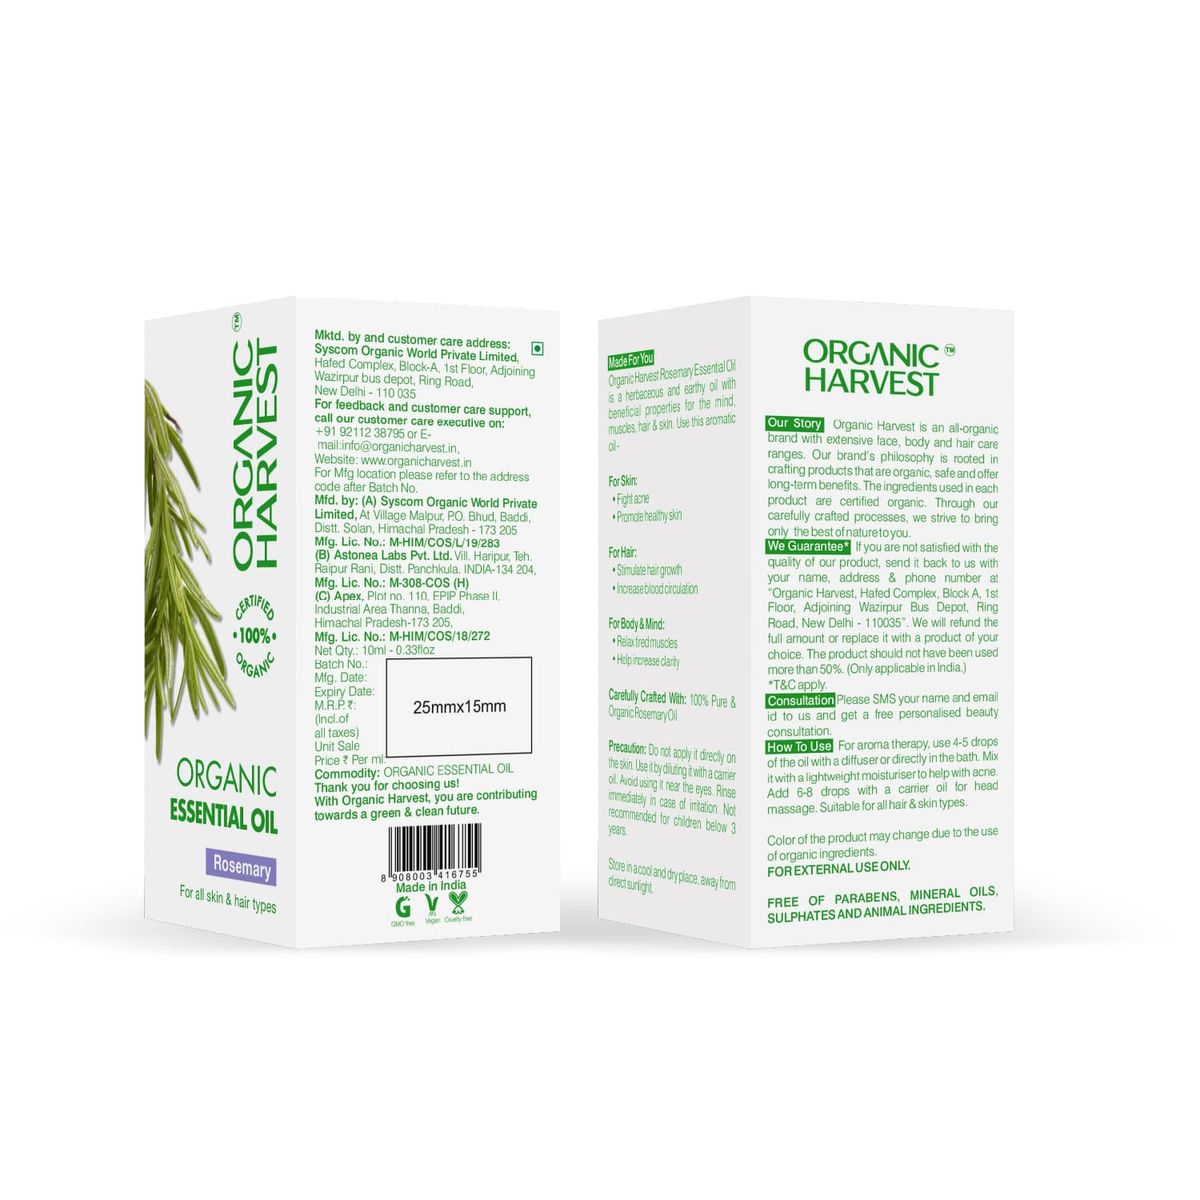 ORGANIC ™
HARVEST
CERTIFIED
• 100% •
ORGANIC
ORGANIC
ESSENTIAL OIL
Rosemary
For all skin & hair types
Mktd. by and customer care address:
Syscom Organic World Private Limited,
Hafed Complex, Block-A, 1st Floor, Adjoining
Wazirpur bus depot, Ring Road,
New Delhi - 110 035
For feedback and customer care support,
call our customer care executive on:
+91 92112 38795 or E-
mail:info@organicharvest.in,
Website: www.organicharvest.in
For Mfg location please refer to the address
code after Batch No.
Mfd. by: (A) Syscom Organic World Private
Limited, At Village Malpur, P.O. Bhud, Baddi,
Distt. Solan, Himachal Pradesh - 173 205
Mfg. Lic. No.: M-HIM/COS/L/19/283
(B) Astonea Labs Pvt. Ltd. Vill. Haripur, Teh.
Raipur Rani, Distt. Panchkula. INDIA-134 204,
Mfg. Lic. No.: M-308-COS (H)
(C) Apex, Plot no. 110, EPIP Phase II,
Industrial Area Thanna, Baddi,
Himachal Pradesh-173 205,
Mfg. Lic. No.: M-HIM/COS/18/272
Net Qty.: 10ml - 0.33floz
Batch No.:
Mfg. Date:
Expiry Date:
M.R.P. ₹:
(Incl.of
all taxes)
Unit Sale
Price ₹ Per ml.
25mmx15mm
Commodity: ORGANIC ESSENTIAL OIL
Thank you for choosing us!
With Organic Harvest, you are contributing
towards a green & clean future.
8 908003 416755
Made in India
GMO free Vegan Cruelty free
Made For You
Organic Harvest Rosemary Essential Oil
is a herbaceous and earthy oil with
beneficial properties for the mind,
muscles, hair & skin. Use this aromatic
oil -
For Skin:
• Fight acne
• Promote healthy skin
For Hair:
• Stimulate hair growth
• Increase blood circulation
For Body & Mind:
• Relax tired muscles
• Help increase clarity
Carefully Crafted With: 100% Pure &
Organic Rosemary Oil
Precaution: Do not apply it directly on
the skin. Use it by diluting it with a carrier
oil. Avoid using it near the eyes. Rinse
immediately in case of irritation. Not
recommended for children below 3
years.
Store in a cool and dry place, away from
direct sunlight.
ORGANIC ™
HARVEST
Our Story Organic Harvest is an all-organic
brand with extensive face, body and hair care
ranges. Our brand's philosophy is rooted in
crafting products that are organic, safe and offer
long-term benefits. The ingredients used in each
product are certified organic. Through our
carefully crafted processes, we strive to bring
only the best of nature to you.
We Guarantee* If you are not satisfied with the
quality of our product, send it back to us with
your name, address & phone number at
"Organic Harvest, Hafed Complex, Block A, 1st
Floor, Adjoining Wazirpur Bus Depot, Ring
Road, New Delhi - 110035". We will refund the
full amount or replace it with a product of your
choice. The product should not have been used
more than 50%. (Only applicable in India.)
*T&C apply.
Consultation Please SMS your name and email
id to us and get a free personalised beauty
consultation.
How To Use For aroma therapy, use 4-5 drops
of the oil with a diffuser or directly in the bath. Mix
it with a lightweight moisturiser to help with acne.
Add 6-8 drops with a carrier oil for head
massage. Suitable for all hair & skin types.
Color of the product may change due to the use
of organic ingredients.
FOR EXTERNAL USE ONLY.
FREE OF PARABENS, MINERAL OILS,
SULPHATES AND ANIMAL INGREDIENTS.